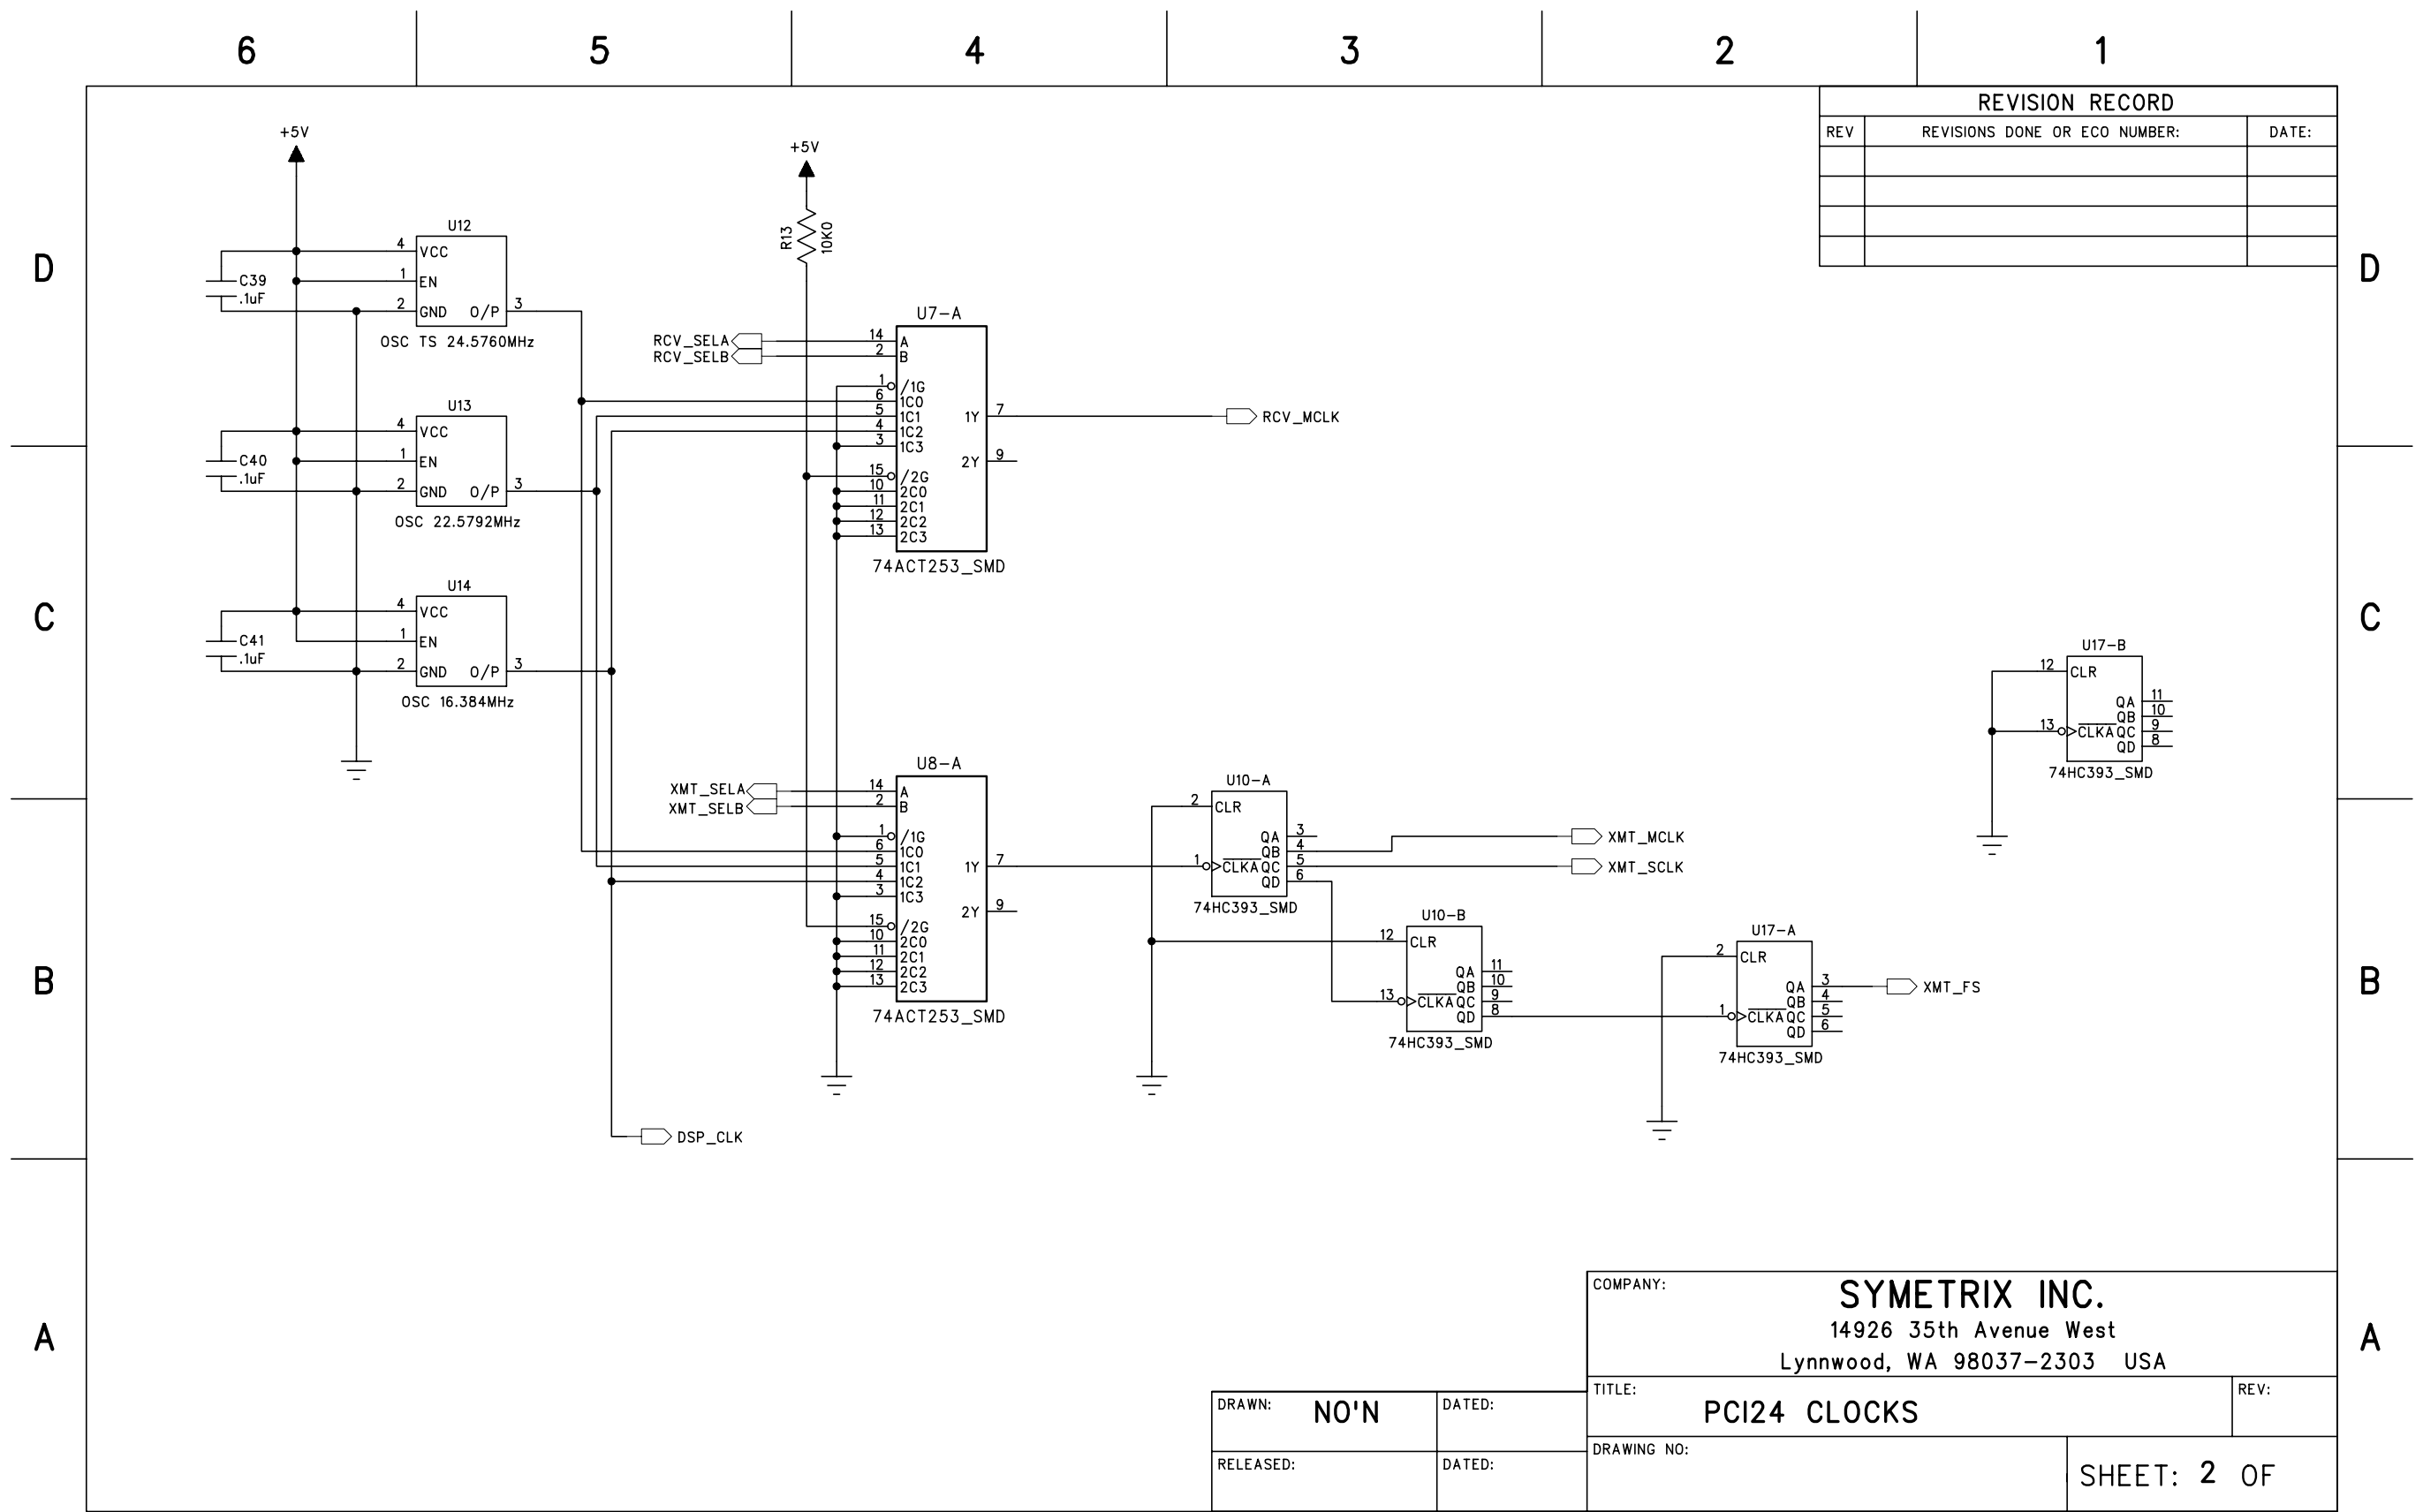 6 5 4 3 2 1
REVISION RECORD
REV REVISIONS DONE OR ECO NUMBER: DATE:
D D
C C
B B
A A
+5V
C39
.1uF
U12
4 VCC
1 EN
2 GND O/P 3
OSC TS 24.5760MHz
C40
.1uF
U13
4 VCC
1 EN
2 GND O/P 3
OSC 22.5792MHz
C41
.1uF
U14
4 VCC
1 EN
2 GND O/P 3
OSC 16.384MHz
+5V
R13
10K0
RCV_SELA
RCV_SELB
U7-A
14 A
2 B
1 /1G
6 1C0
5 1C1
4 1C2
3 1C3
15 /2G
10 2C0
11 2C1
12 2C2
13 2C3
1Y 7
2Y 9
74ACT253_SMD
RCV_MCLK
XMT_SELA
XMT_SELB
U8-A
14 A
2 B
1 /1G
6 1C0
5 1C1
4 1C2
3 1C3
15 /2G
10 2C0
11 2C1
12 2C2
13 2C3
1Y 7
2Y 9
74ACT253_SMD
DSP_CLK
U10-A
2 CLR
QA 3
QB 4
1 CLKA QC 5
QD 6
74HC393_SMD
XMT_MCLK
XMT_SCLK
U10-B
12 CLR
QA 11
QB 10
13 CLKA QC 9
QD 8
74HC393_SMD
U17-A
2 CLR
QA 3
QB 4
1 CLKA QC 5
QD 6
74HC393_SMD
XMT_FS
U17-B
12 CLR
QA 11
QB 10
13 CLKA QC 9
QD 8
74HC393_SMD
COMPANY:
SYMETRIX INC.
14926 35th Avenue West
Lynnwood, WA 98037-2303 USA
TITLE:
PCI24 CLOCKS
REV:
DRAWN: NO'N DATED:
RELEASED: DATED:
DRAWING NO:
SHEET: 2 OF